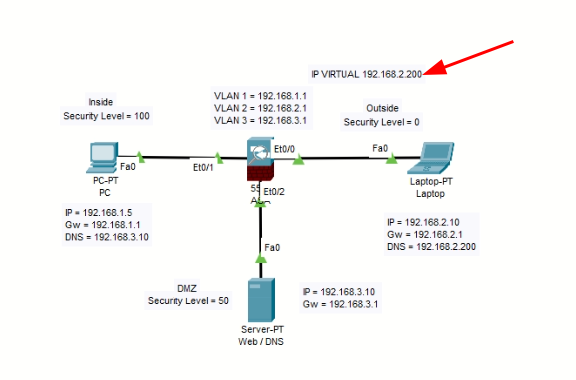 IP VIRTUAL 192.168.2.200
Inside
Security Level = 100
VLAN 1 = 192.168.1.1
VLAN 2 = 192.168.2.1
VLAN 3 = 192.168.3.1
Outside
Security Level = 0
Fa0
Et0/1
Et0/0
Fa0
PC-PT
PC
Et0/2
Laptop-PT
Laptop
IP = 192.168.1.5
Gw = 192.168.1.1
DNS = 192.168.3.10
IP = 192.168.2.10
Gw = 192.168.2.1
DNS = 192.168.2.200
Fa0
DMZ
Security Level = 50
IP = 192.168.3.10
Gw = 192.168.3.1
Server-PT
Web / DNS